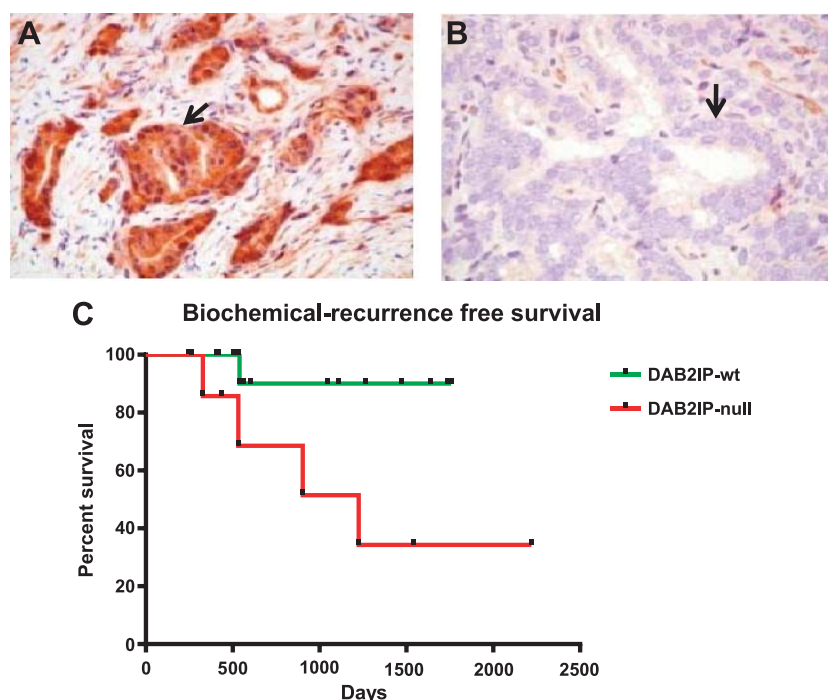 A
B
C
Biochemical-recurrence free survival
100
80
60
40
20
0
Percent survival
0 500 1000 1500 2000 2500
Days
DAB2IP-wt
DAB2IP-null